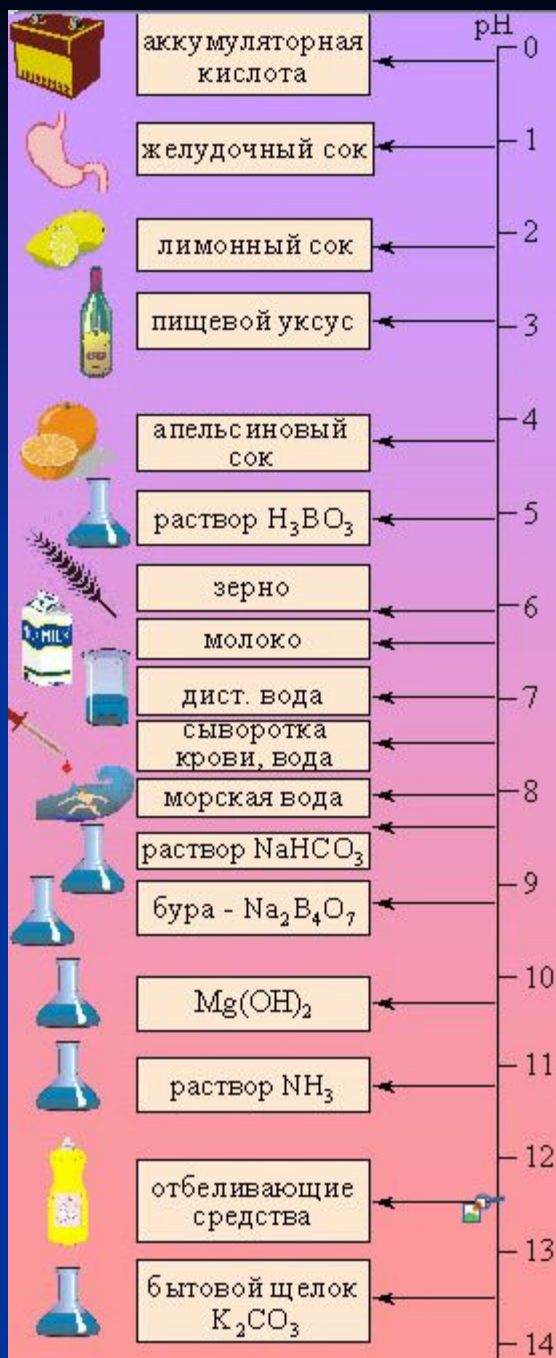 pH
аккумуляторная
кислота
0
желудочный сок
1
лимонный сок
2
пищевой уксус
3
апельсиновый
сок
4
раствор H₃BO₃
5
зерно
6
MILK
молоко
дист. вода
7
сыворотка
крови, вода
морская вода
8
раствор NaHCO₃
бура - Na₂B₄O₇
9
Mg(OH)₂
10
раствор NH₃
11
отбеливающие
средства
12
13
бытовой щелок
K₂CO₃
14